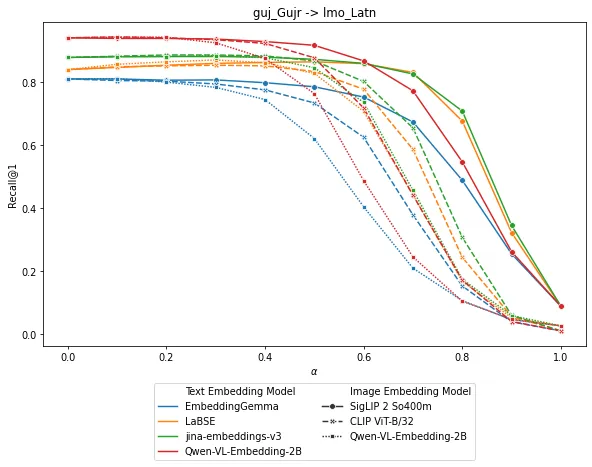 guj_Gujr -> lmo_Latn
Recall@1
0.8
0.6
0.4
0.2
0.0
0.0 0.2 0.4 0.6 0.8 1.0
α
Text Embedding Model
EmbeddingGemma
LaBSE
jina-embeddings-v3
Qwen-VL-Embedding-2B
Image Embedding Model
SigLIP 2 So400m
CLIP ViT-B/32
Qwen-VL-Embedding-2B